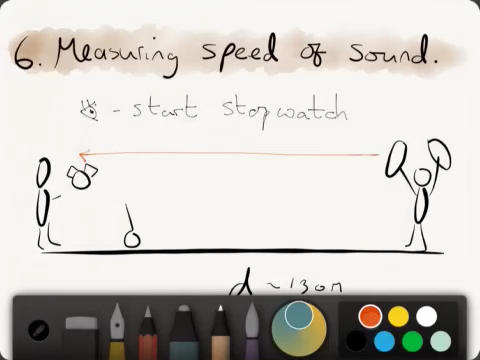 6. Measuring speed of sound.
- start stopwatch
d ~ 130m